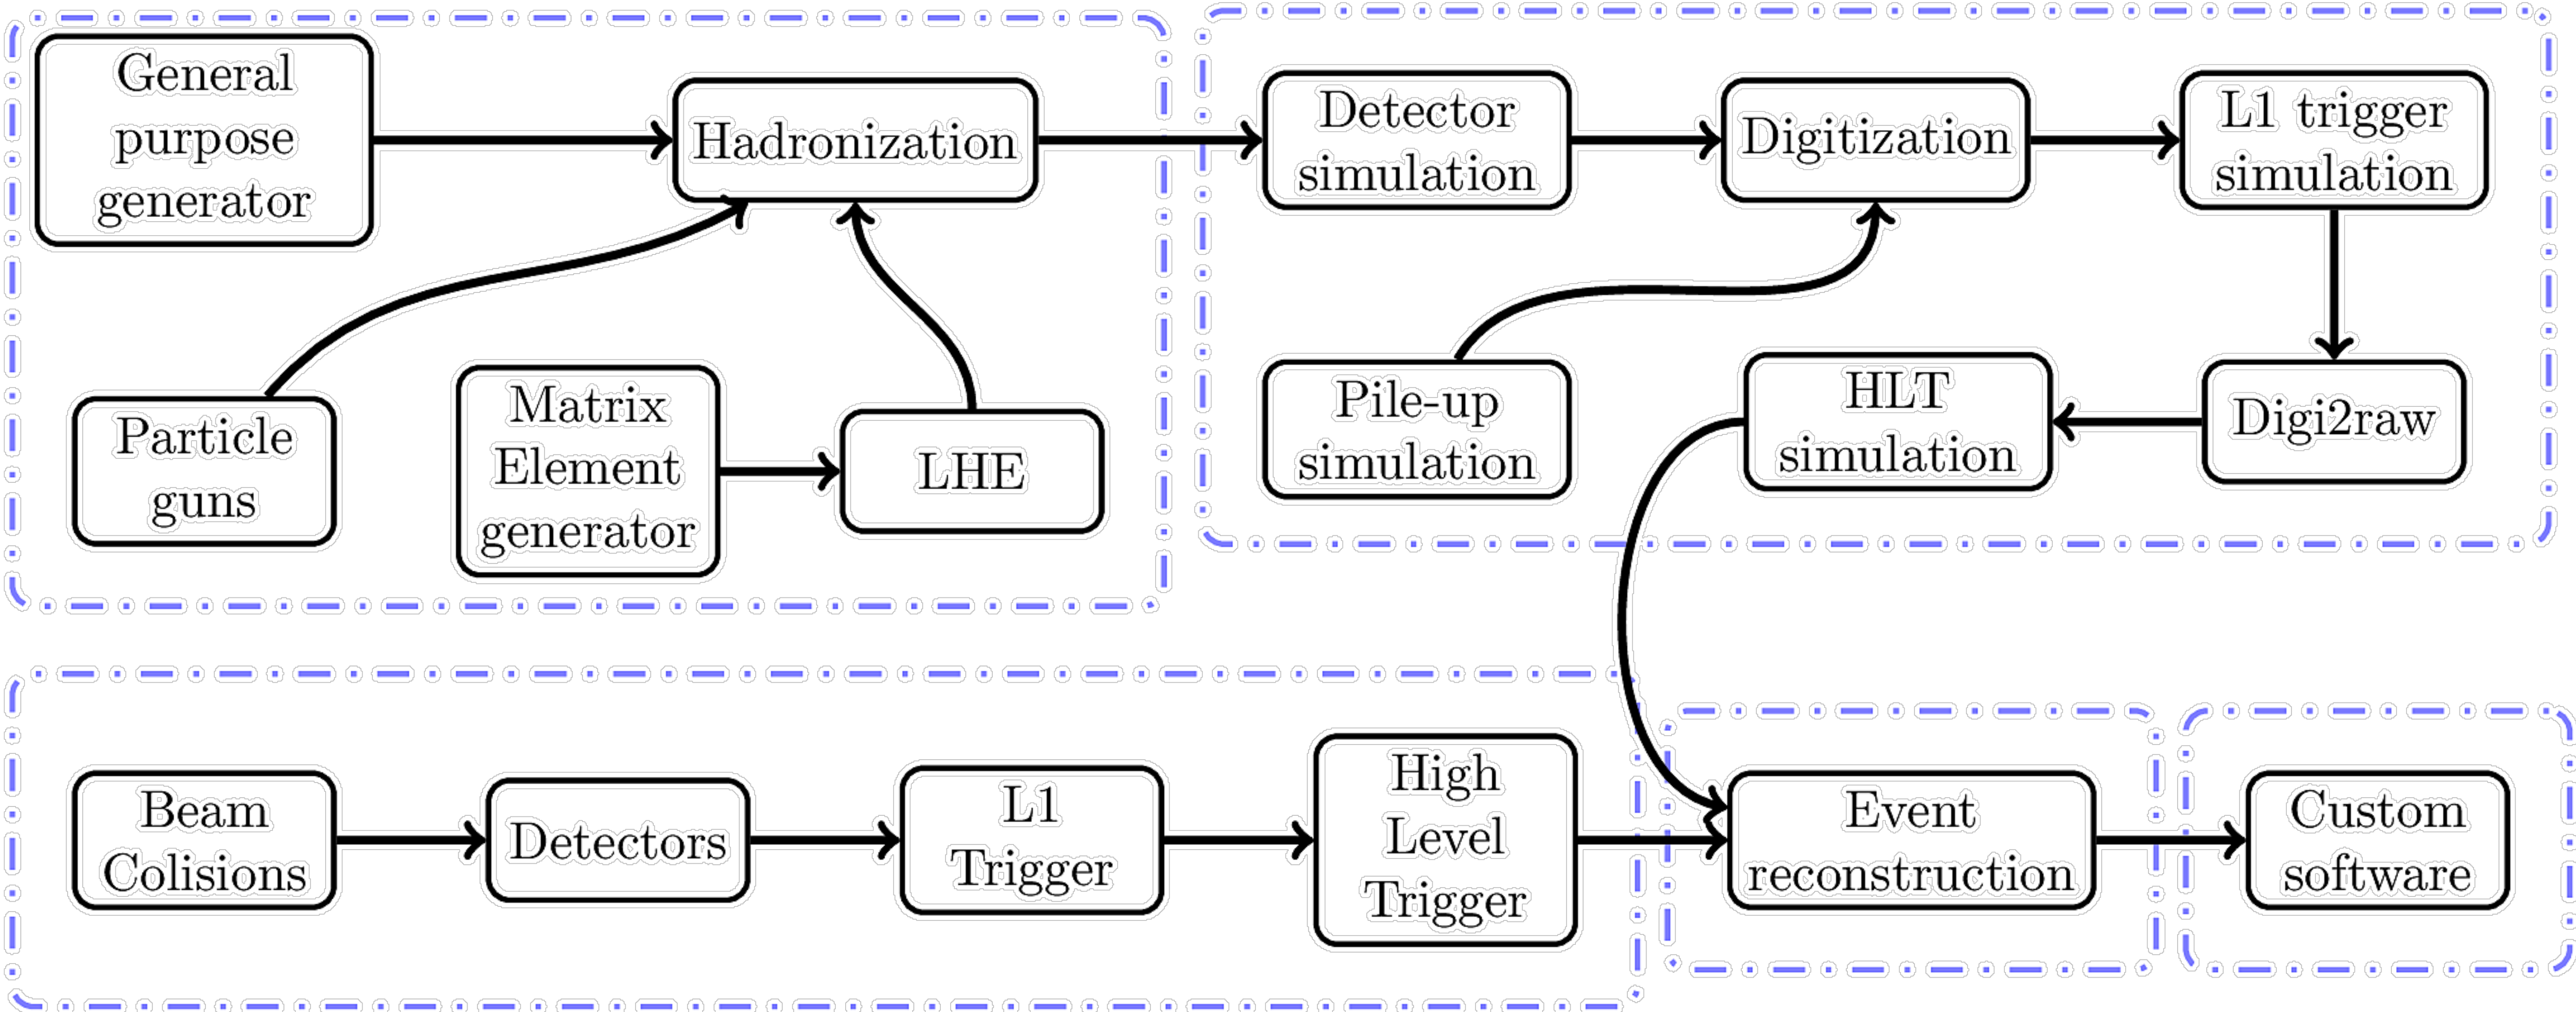 General
purpose
generator
Hadronization
Particle
guns
Matrix
Element
generator
LHE
Detector
simulation
Digitization
L1 trigger
simulation
Pile-up
simulation
HLT
simulation
Digi2raw
Beam
Colisions
Detectors
L1
Trigger
High
Level
Trigger
Event
reconstruction
Custom
software